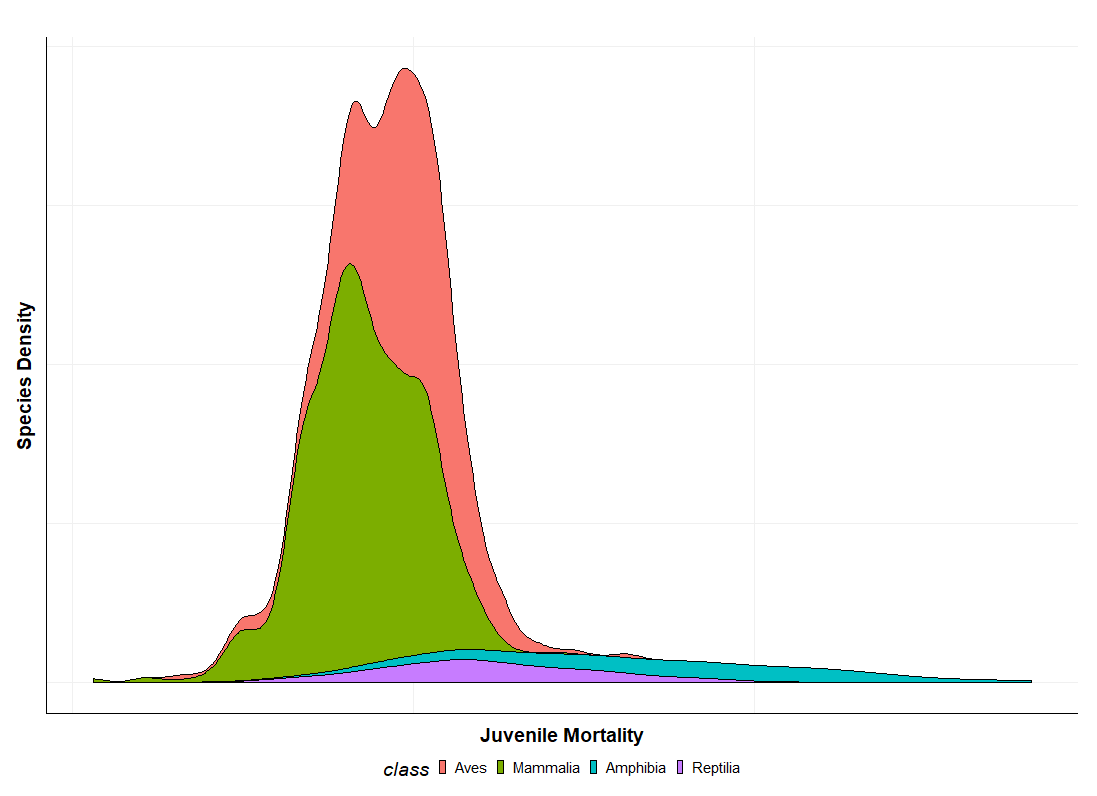 Species Density
Juvenile Mortality
class Aves Mammalia Amphibia Reptilia